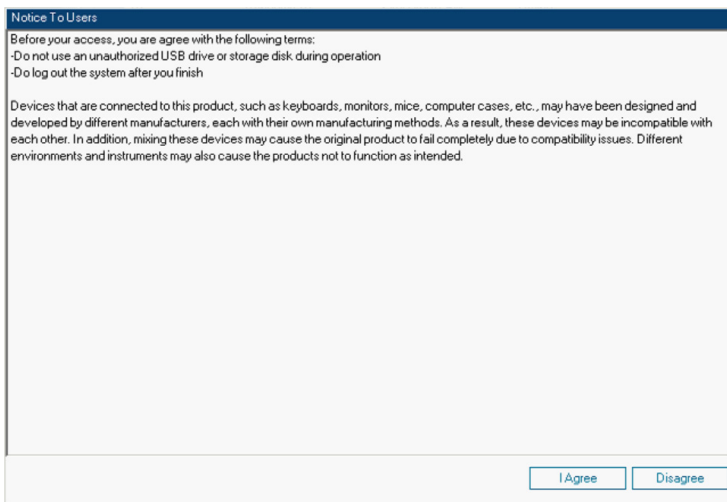 Notice To Users
Before your access, you are agree with the following terms:
-Do not use an unauthorized USB drive or storage disk during operation
-Do log out the system after you finish
Devices that are connected to this product, such as keyboards, monitors, mice, computer cases, etc., may have been designed and
developed by different manufacturers, each with their own manufacturing methods. As a result, these devices may be incompatible with
each other. In addition, mixing these devices may cause the original product to fail completely due to compatibility issues. Different
environments and instruments may also cause the products not to function as intended.
I Agree
Disagree